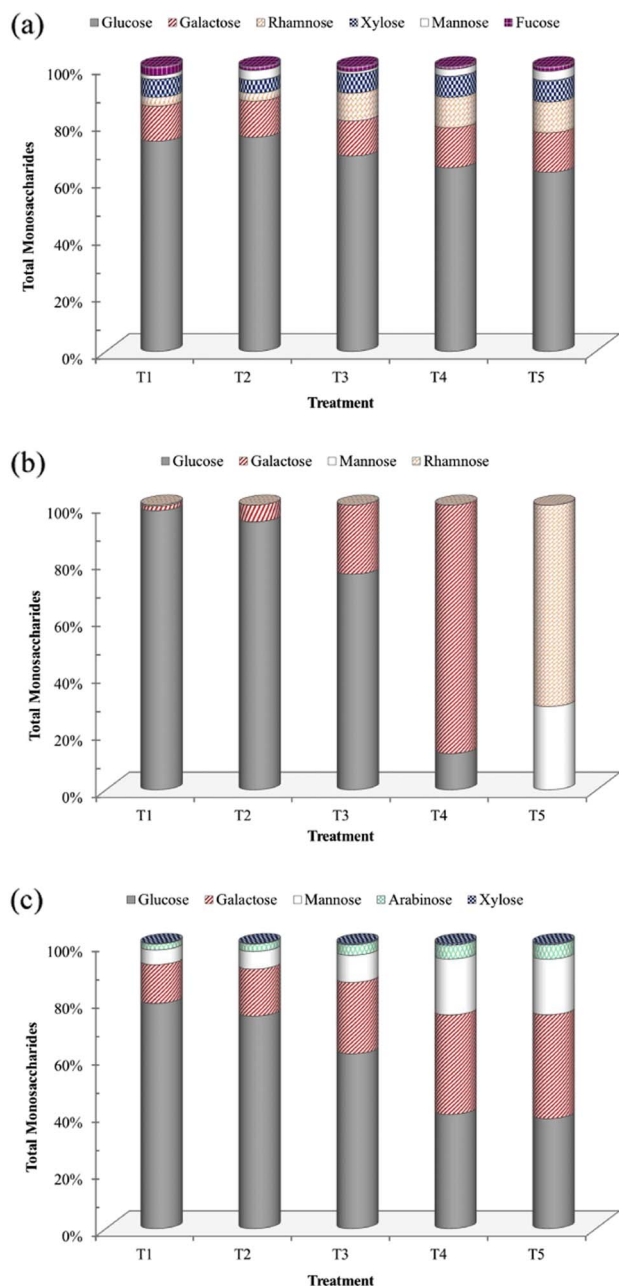 (a)
Glucose Galactose Rhamnose Xylose Mannose Fucose
100%
80%
60%
40%
20%
0%
Total Monosaccharides
T1 T2 T3 T4 T5
Treatment
(b)
Glucose Galactose Mannose Rhamnose
100%
80%
60%
40%
20%
0%
Total Monosaccharides
T1 T2 T3 T4 T5
Treatment
(c)
Glucose Galactose Mannose Arabinose Xylose
100%
80%
60%
40%
20%
0%
Total Monosaccharides
T1 T2 T3 T4 T5
Treatment